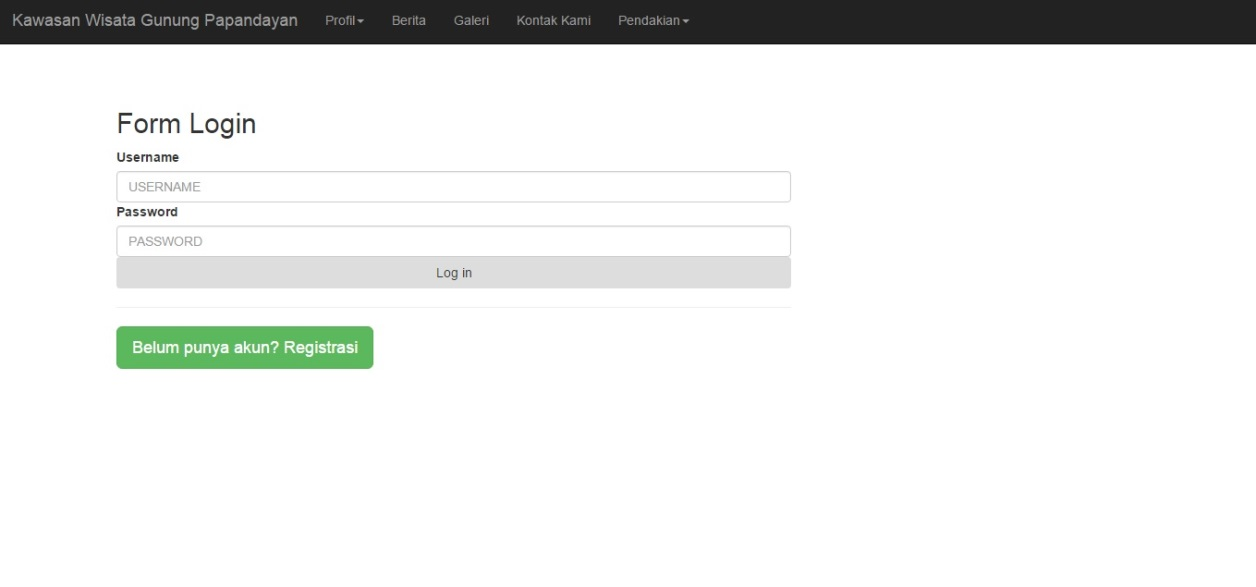 Kawasan Wisata Gunung Papandayan Profil Berita Galeri Kontak Kami Pendakian
Form Login
Username
USERNAME
Password
PASSWORD
Log in
Belum punya akun? Registrasi